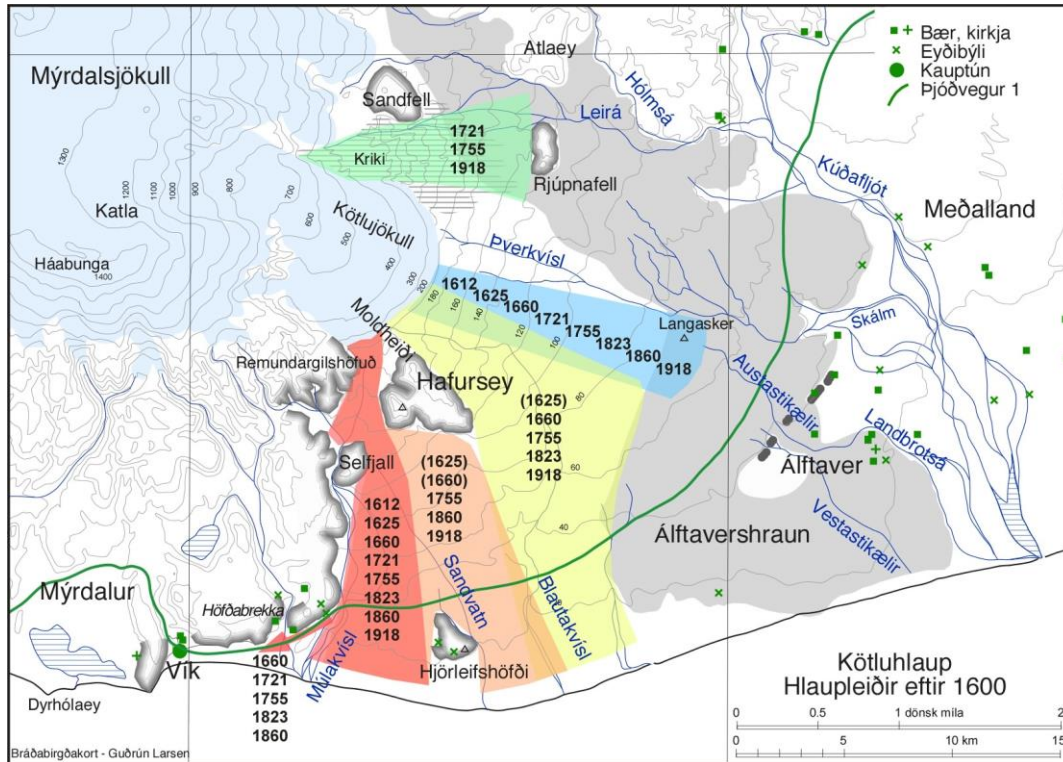 Bær, kirkja
Eyðibýli
Kauptún
Þjóðvegur 1
Mýrdalsjökull
Atlaey
Hólmsá
Sandfell
Leirá
Kriki
1721
1755
1918
Rjúpnafell
Kúðafljót
Meðalland
1300
1200
1100
1000
900
800
700
600
500
400
300
200
180
160
140
120
100
80
60
40
Katla
Háabunga
1400
Kötlujökull
Þverkvísl
1612
1625
1660
1721
1755
1823
1860
1918
Langasker
Skálm
Moldheiði
Remundargilshöfuð
Hafursey
(1625)
1660
1755
1823
1918
Austastikælir
Landbrotsá
Álftaver
Selfjall
(1625)
(1660)
1755
1860
1918
1612
1625
1660
1721
1755
1823
1860
1918
Vestastikælir
Álftavershraun
Sandvatn
Blautakvísl
Mýrdalur
Höfðabrekka
Múlakvísl
Hjörleifshöfði
Vík
Dyrhólaey
1660
1721
1755
1823
1860
Kötluhlaup
Hlaupleiðir eftir 1600
0 0.5 1 dönsk míla 2
0 5 10 km 15
Bráðabirgðakort - Guðrún Larsen